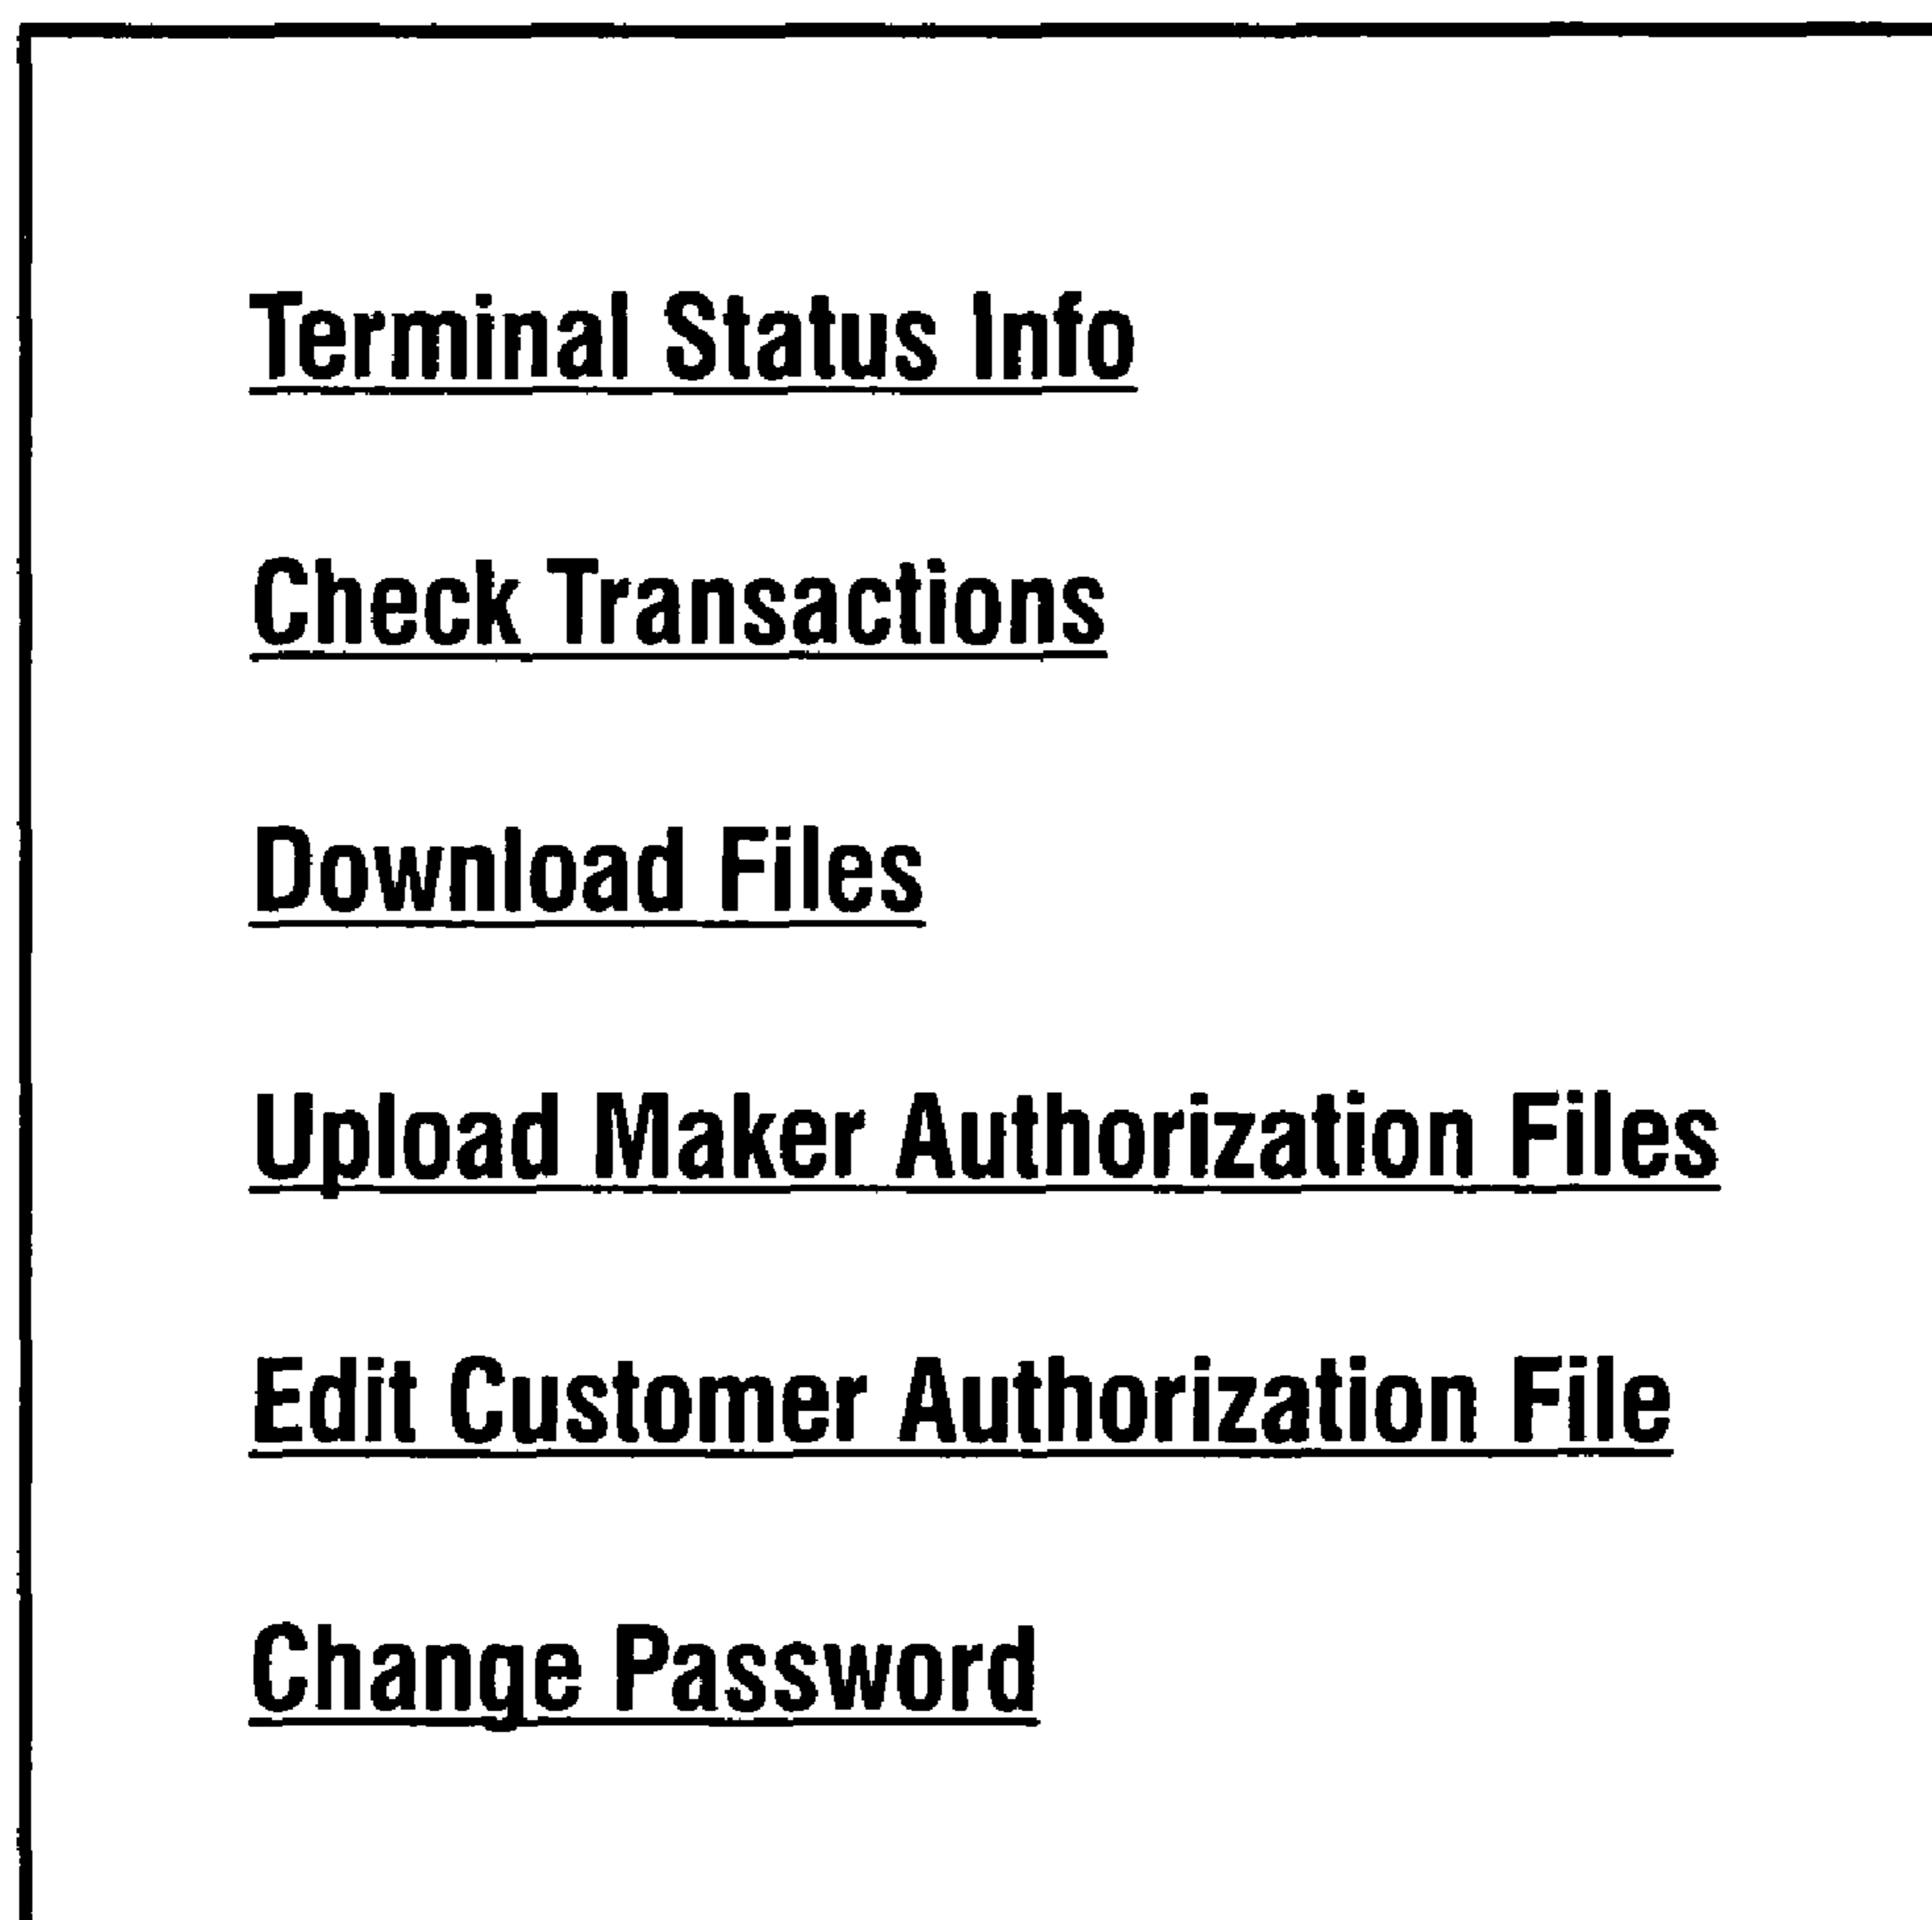 Terminal Status Info
Check Transactions
Download Files
Upload Maker Authorization Files
Edit Customer Authorization File
Change Password